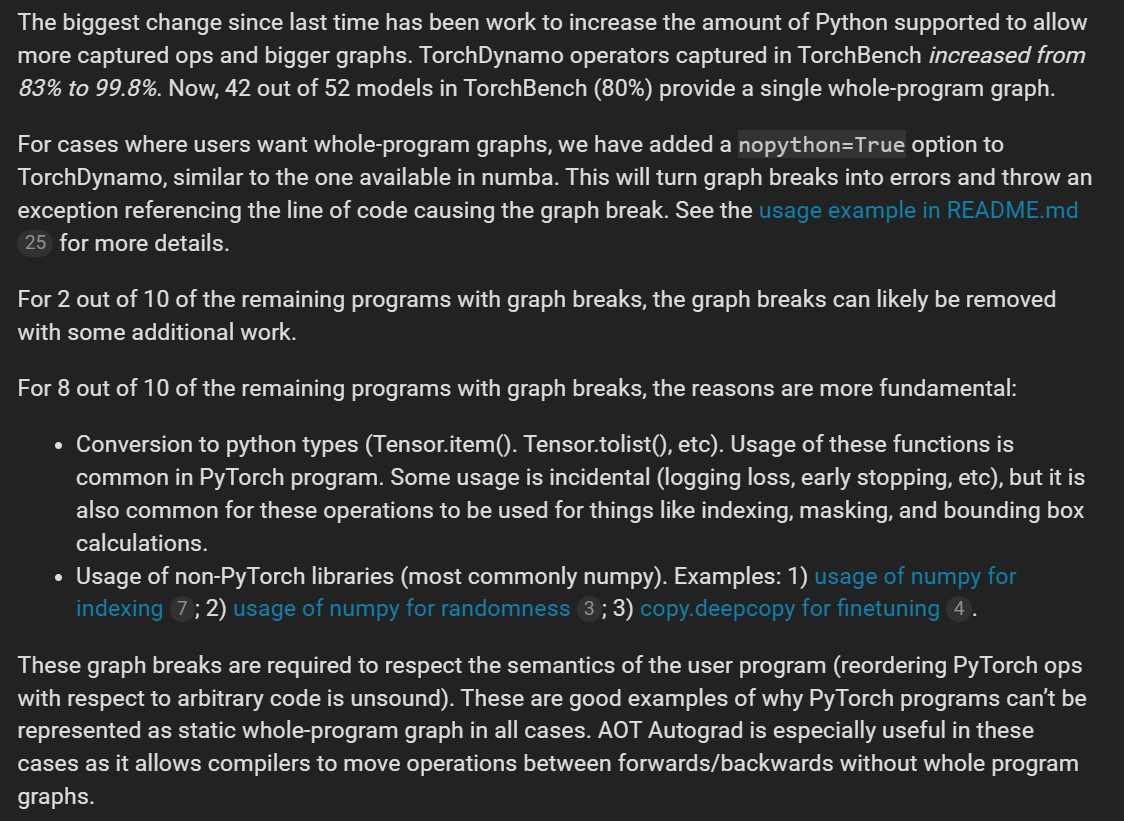 The biggest change since last time has been work to increase the amount of Python supported to allow
more captured ops and bigger graphs. TorchDynamo operators captured in TorchBench increased from
83% to 99.8%. Now, 42 out of 52 models in TorchBench (80%) provide a single whole-program graph.
For cases where users want whole-program graphs, we have added a nopython=True option to
TorchDynamo, similar to the one available in numba. This will turn graph breaks into errors and throw an
exception referencing the line of code causing the graph break. See the usage example in README.md
25 for more details.
For 2 out of 10 of the remaining programs with graph breaks, the graph breaks can likely be removed
with some additional work.
For 8 out of 10 of the remaining programs with graph breaks, the reasons are more fundamental:
• Conversion to python types (Tensor.item(). Tensor.tolist(), etc). Usage of these functions is
common in PyTorch program. Some usage is incidental (logging loss, early stopping, etc), but it is
also common for these operations to be used for things like indexing, masking, and bounding box
calculations.
• Usage of non-PyTorch libraries (most commonly numpy). Examples: 1) usage of numpy for
indexing 7 ; 2) usage of numpy for randomness 3 ; 3) copy.deepcopy for finetuning 4 .
These graph breaks are required to respect the semantics of the user program (reordering PyTorch ops
with respect to arbitrary code is unsound). These are good examples of why PyTorch programs can’t be
represented as static whole-program graph in all cases. AOT Autograd is especially useful in these
cases as it allows compilers to move operations between forwards/backwards without whole program
graphs.